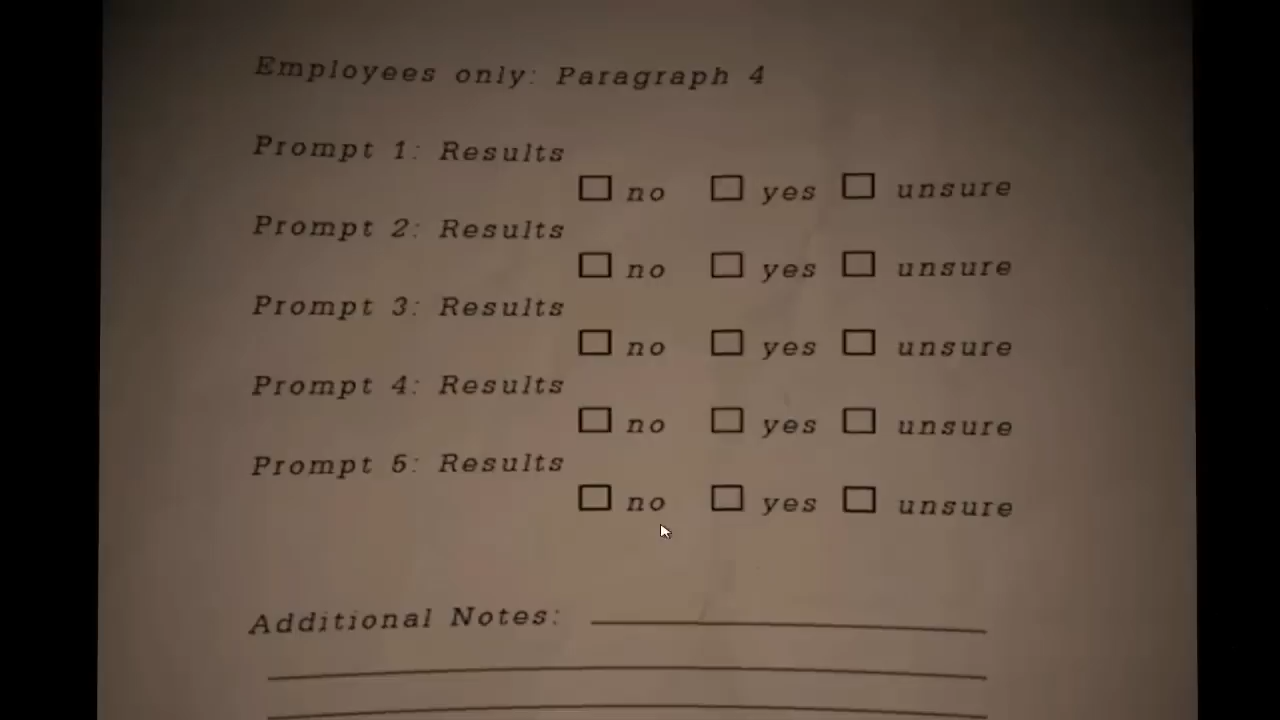 Employees only: Paragraph 4
Prompt 1: Results
no yes unsure
Prompt 2: Results
no yes unsure
Prompt 3: Results
no yes unsure
Prompt 4: Results
no yes unsure
Prompt 5: Results
no yes unsure
Additional Notes: